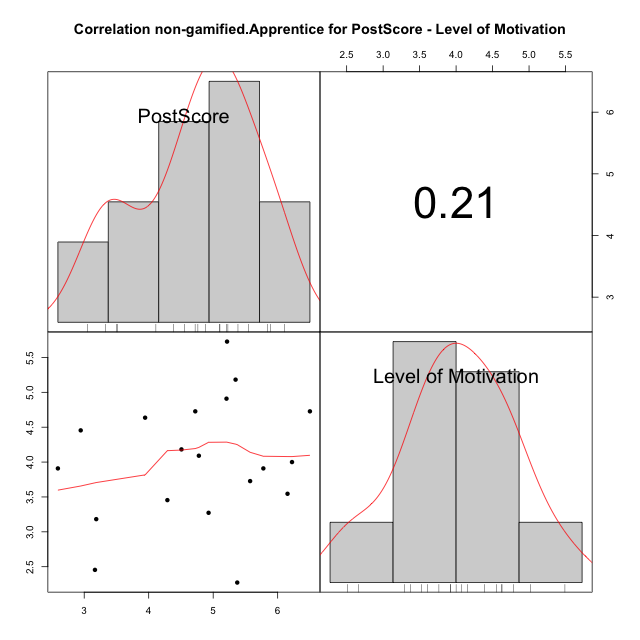 Correlation non-gamified.Apprentice for PostScore - Level of Motivation
2.5 3.0 3.5 4.0 4.5 5.0 5.5
PostScore
0.21
6
5
4
3
5.5
5.0
4.5
4.0
3.5
3.0
2.5
Level of Motivation
3 4 5 6